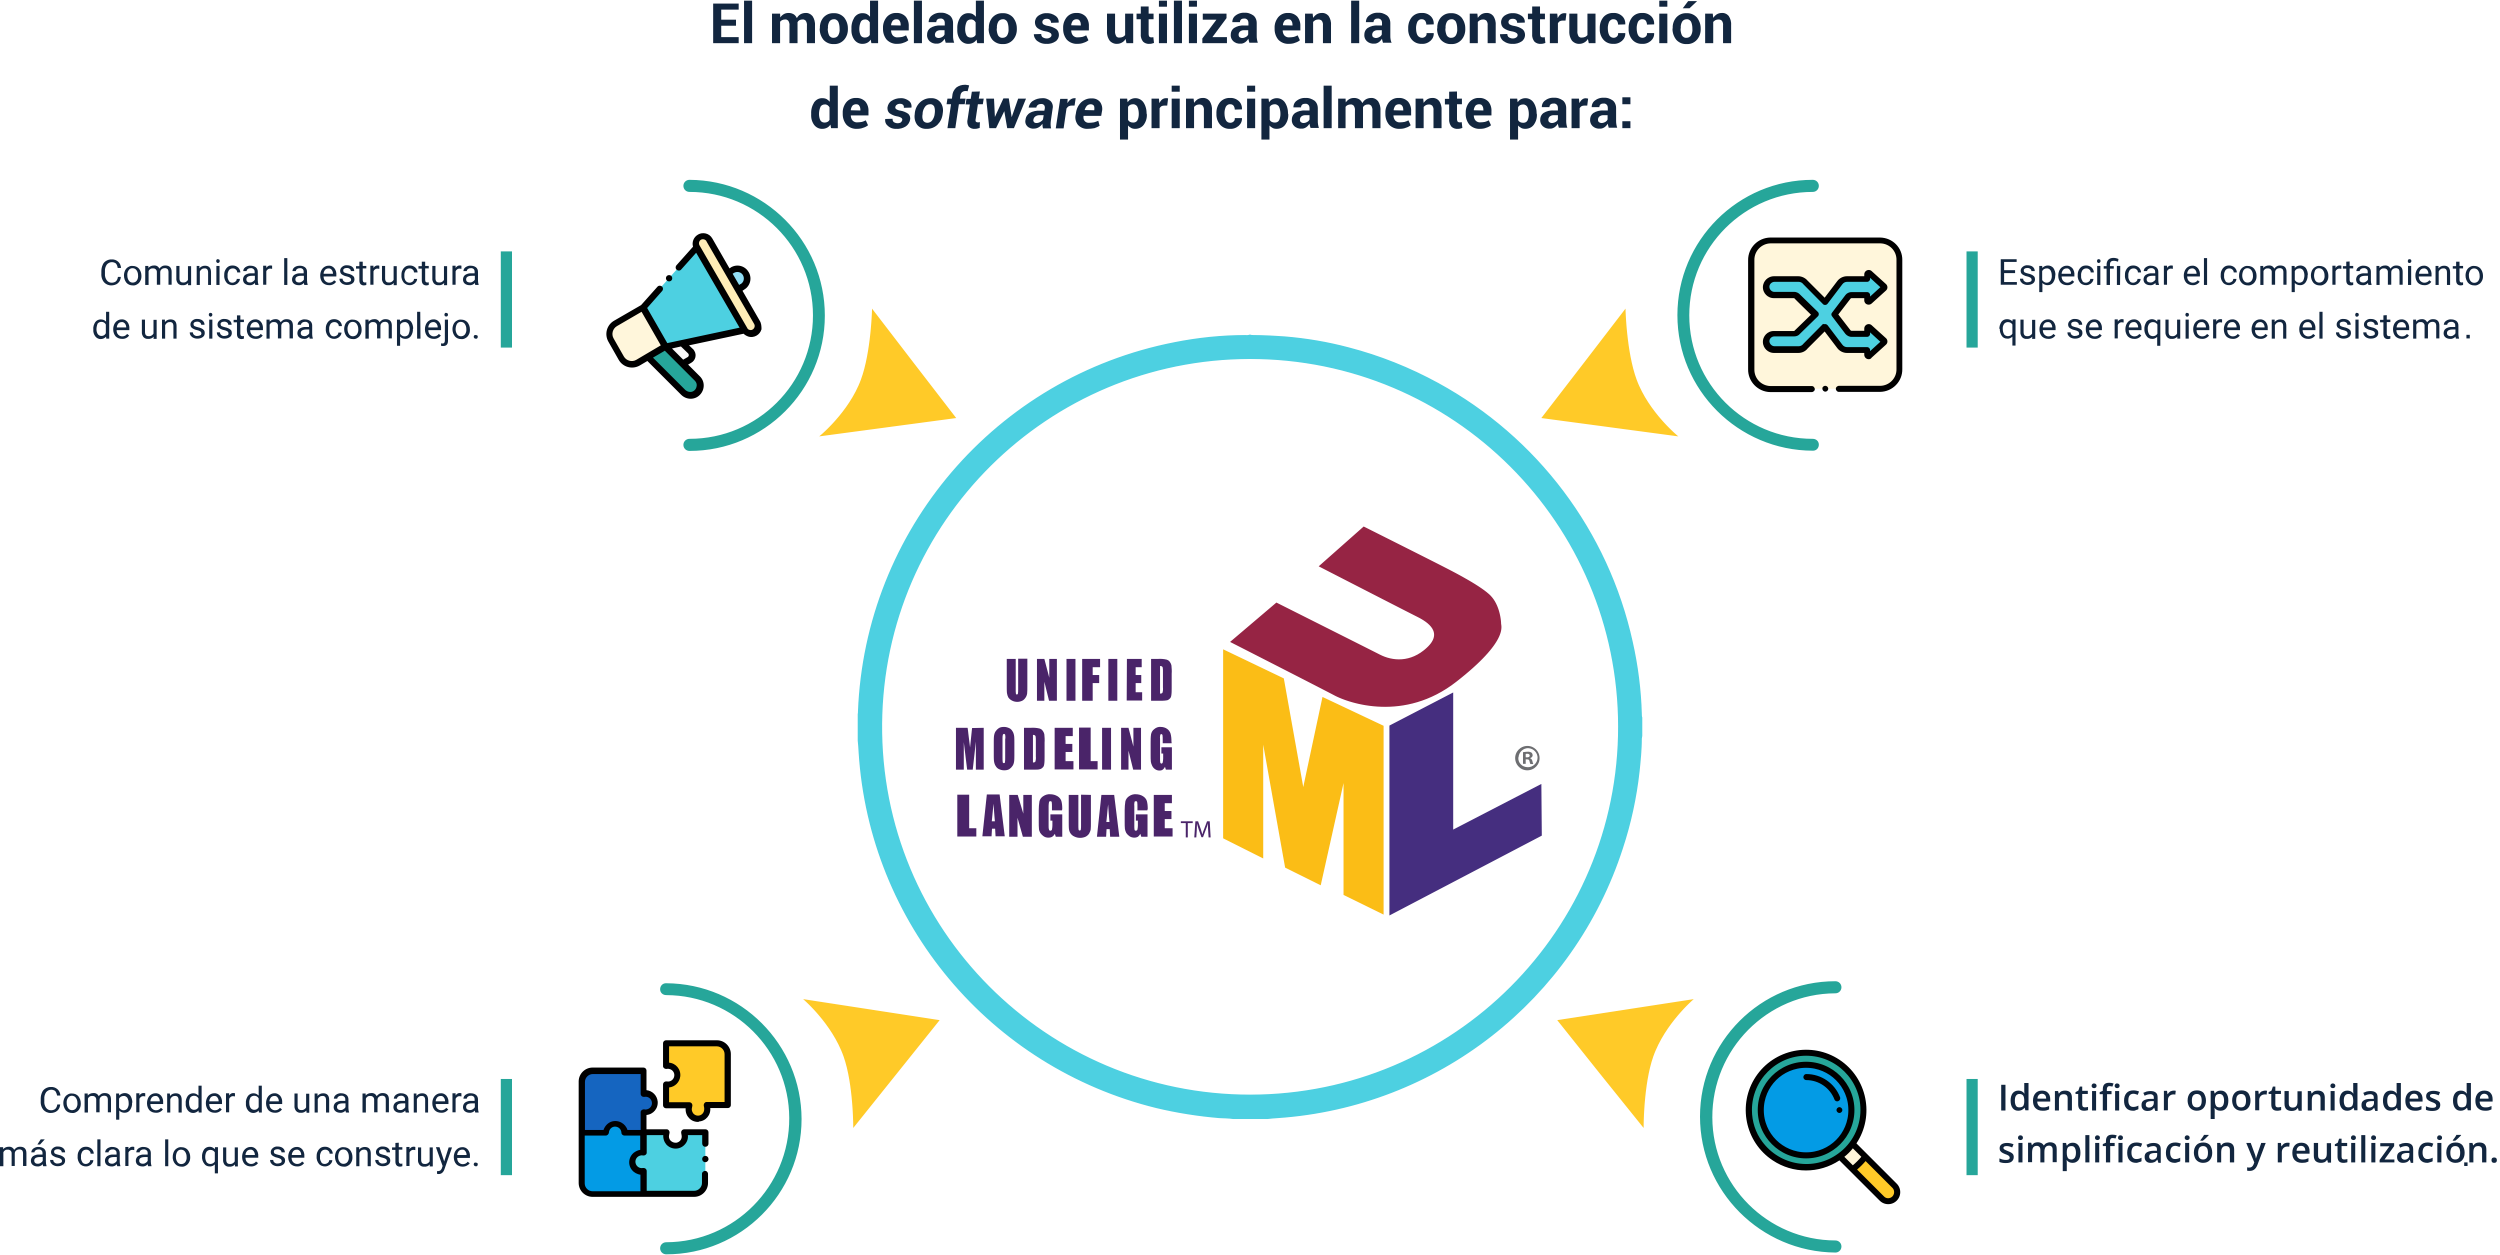 El modelado se utiliza en la construcción
de software principalmente para:
Comunicar la estructura
de un sistema complejo.
Especificar el comportamiento
que se requiere en el sistema.
UNIFIED
MODELING
LANGUAGE TM
UML ®
Comprender de una manera
más clara lo que se construye.
Identificar oportunidades
simplificación y reutilización.